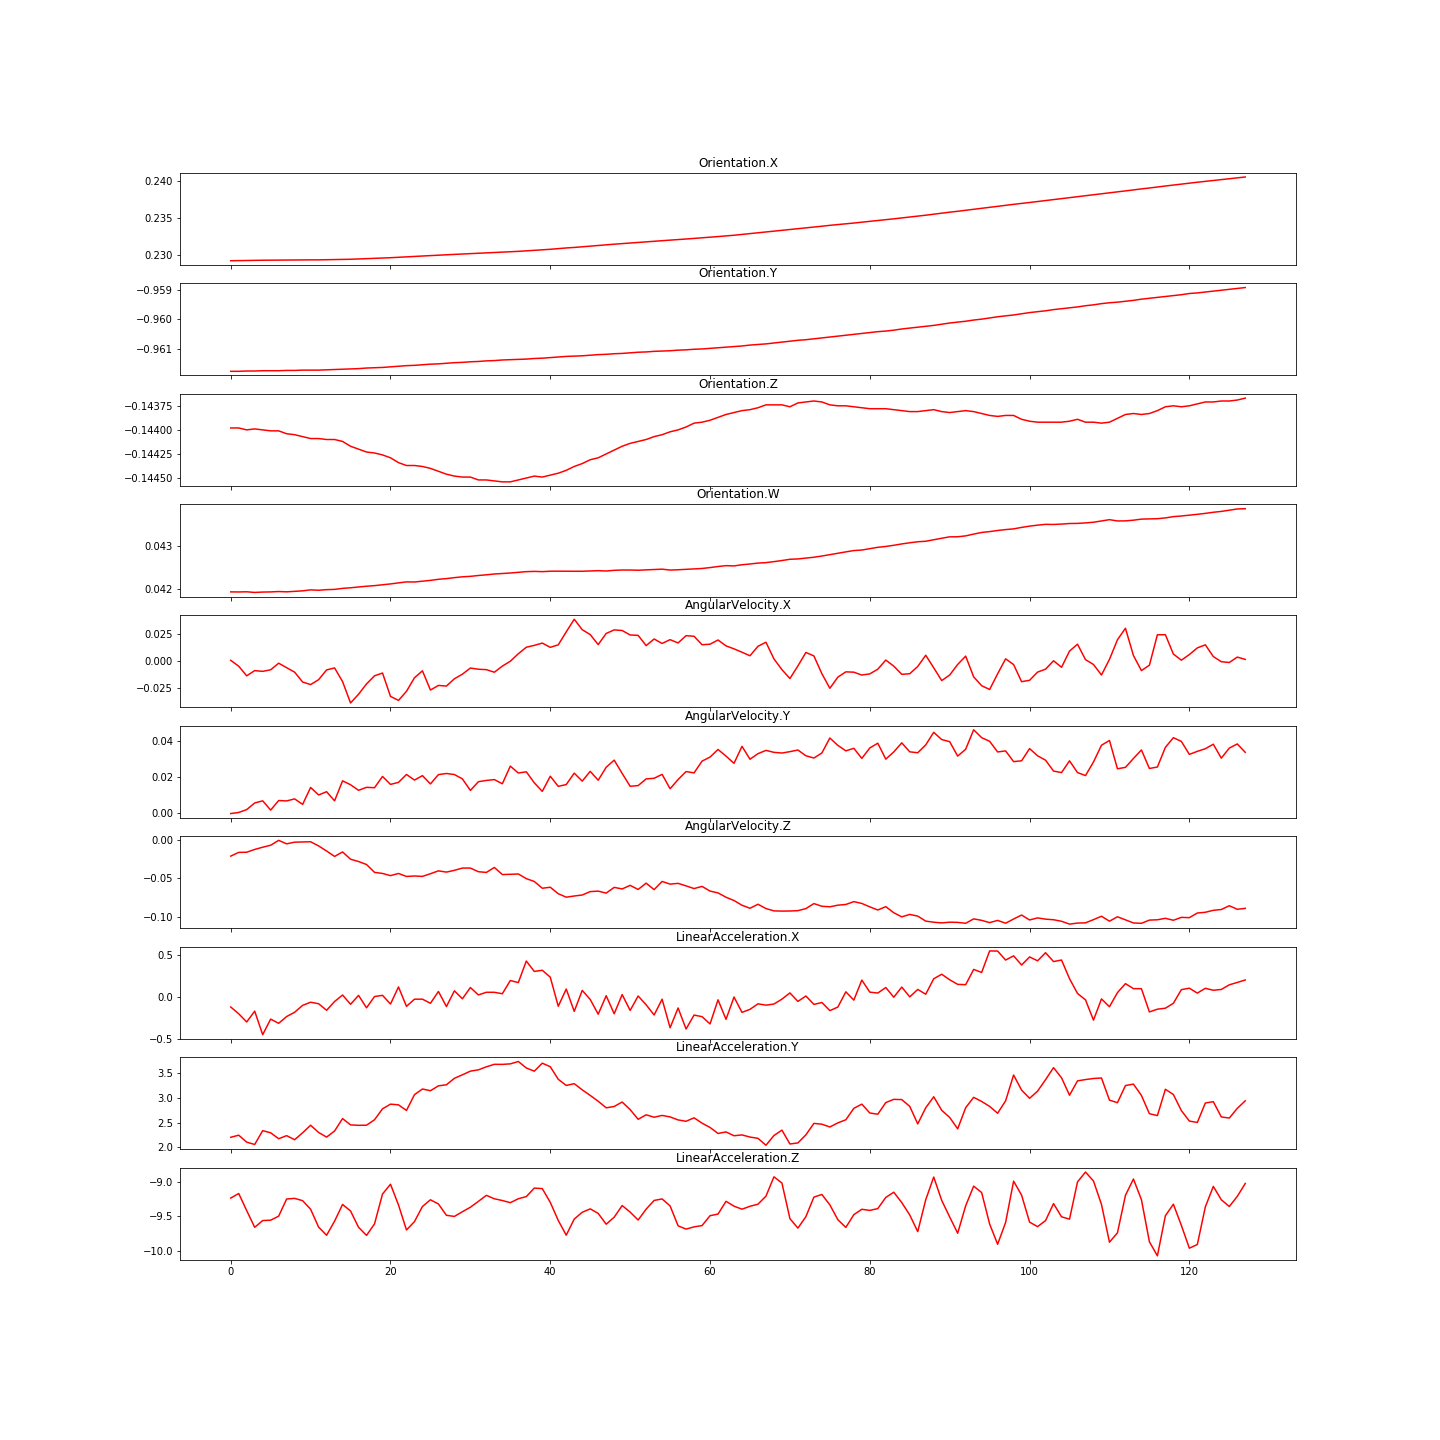 Orientation.X
0.240
0.235
0.230
Orientation.Y
−0.959
−0.960
−0.961
Orientation.Z
−0.14375
−0.14400
−0.14425
−0.14450
Orientation.W
0.043
0.042
AngularVelocity.X
0.025
0.000
−0.025
AngularVelocity.Y
0.04
0.02
0.00
AngularVelocity.Z
0.00
−0.05
−0.10
LinearAcceleration.X
0.5
0.0
−0.5
LinearAcceleration.Y
3.5
3.0
2.5
2.0
LinearAcceleration.Z
−9.0
−9.5
−10.0
0 20 40 60 80 100 120